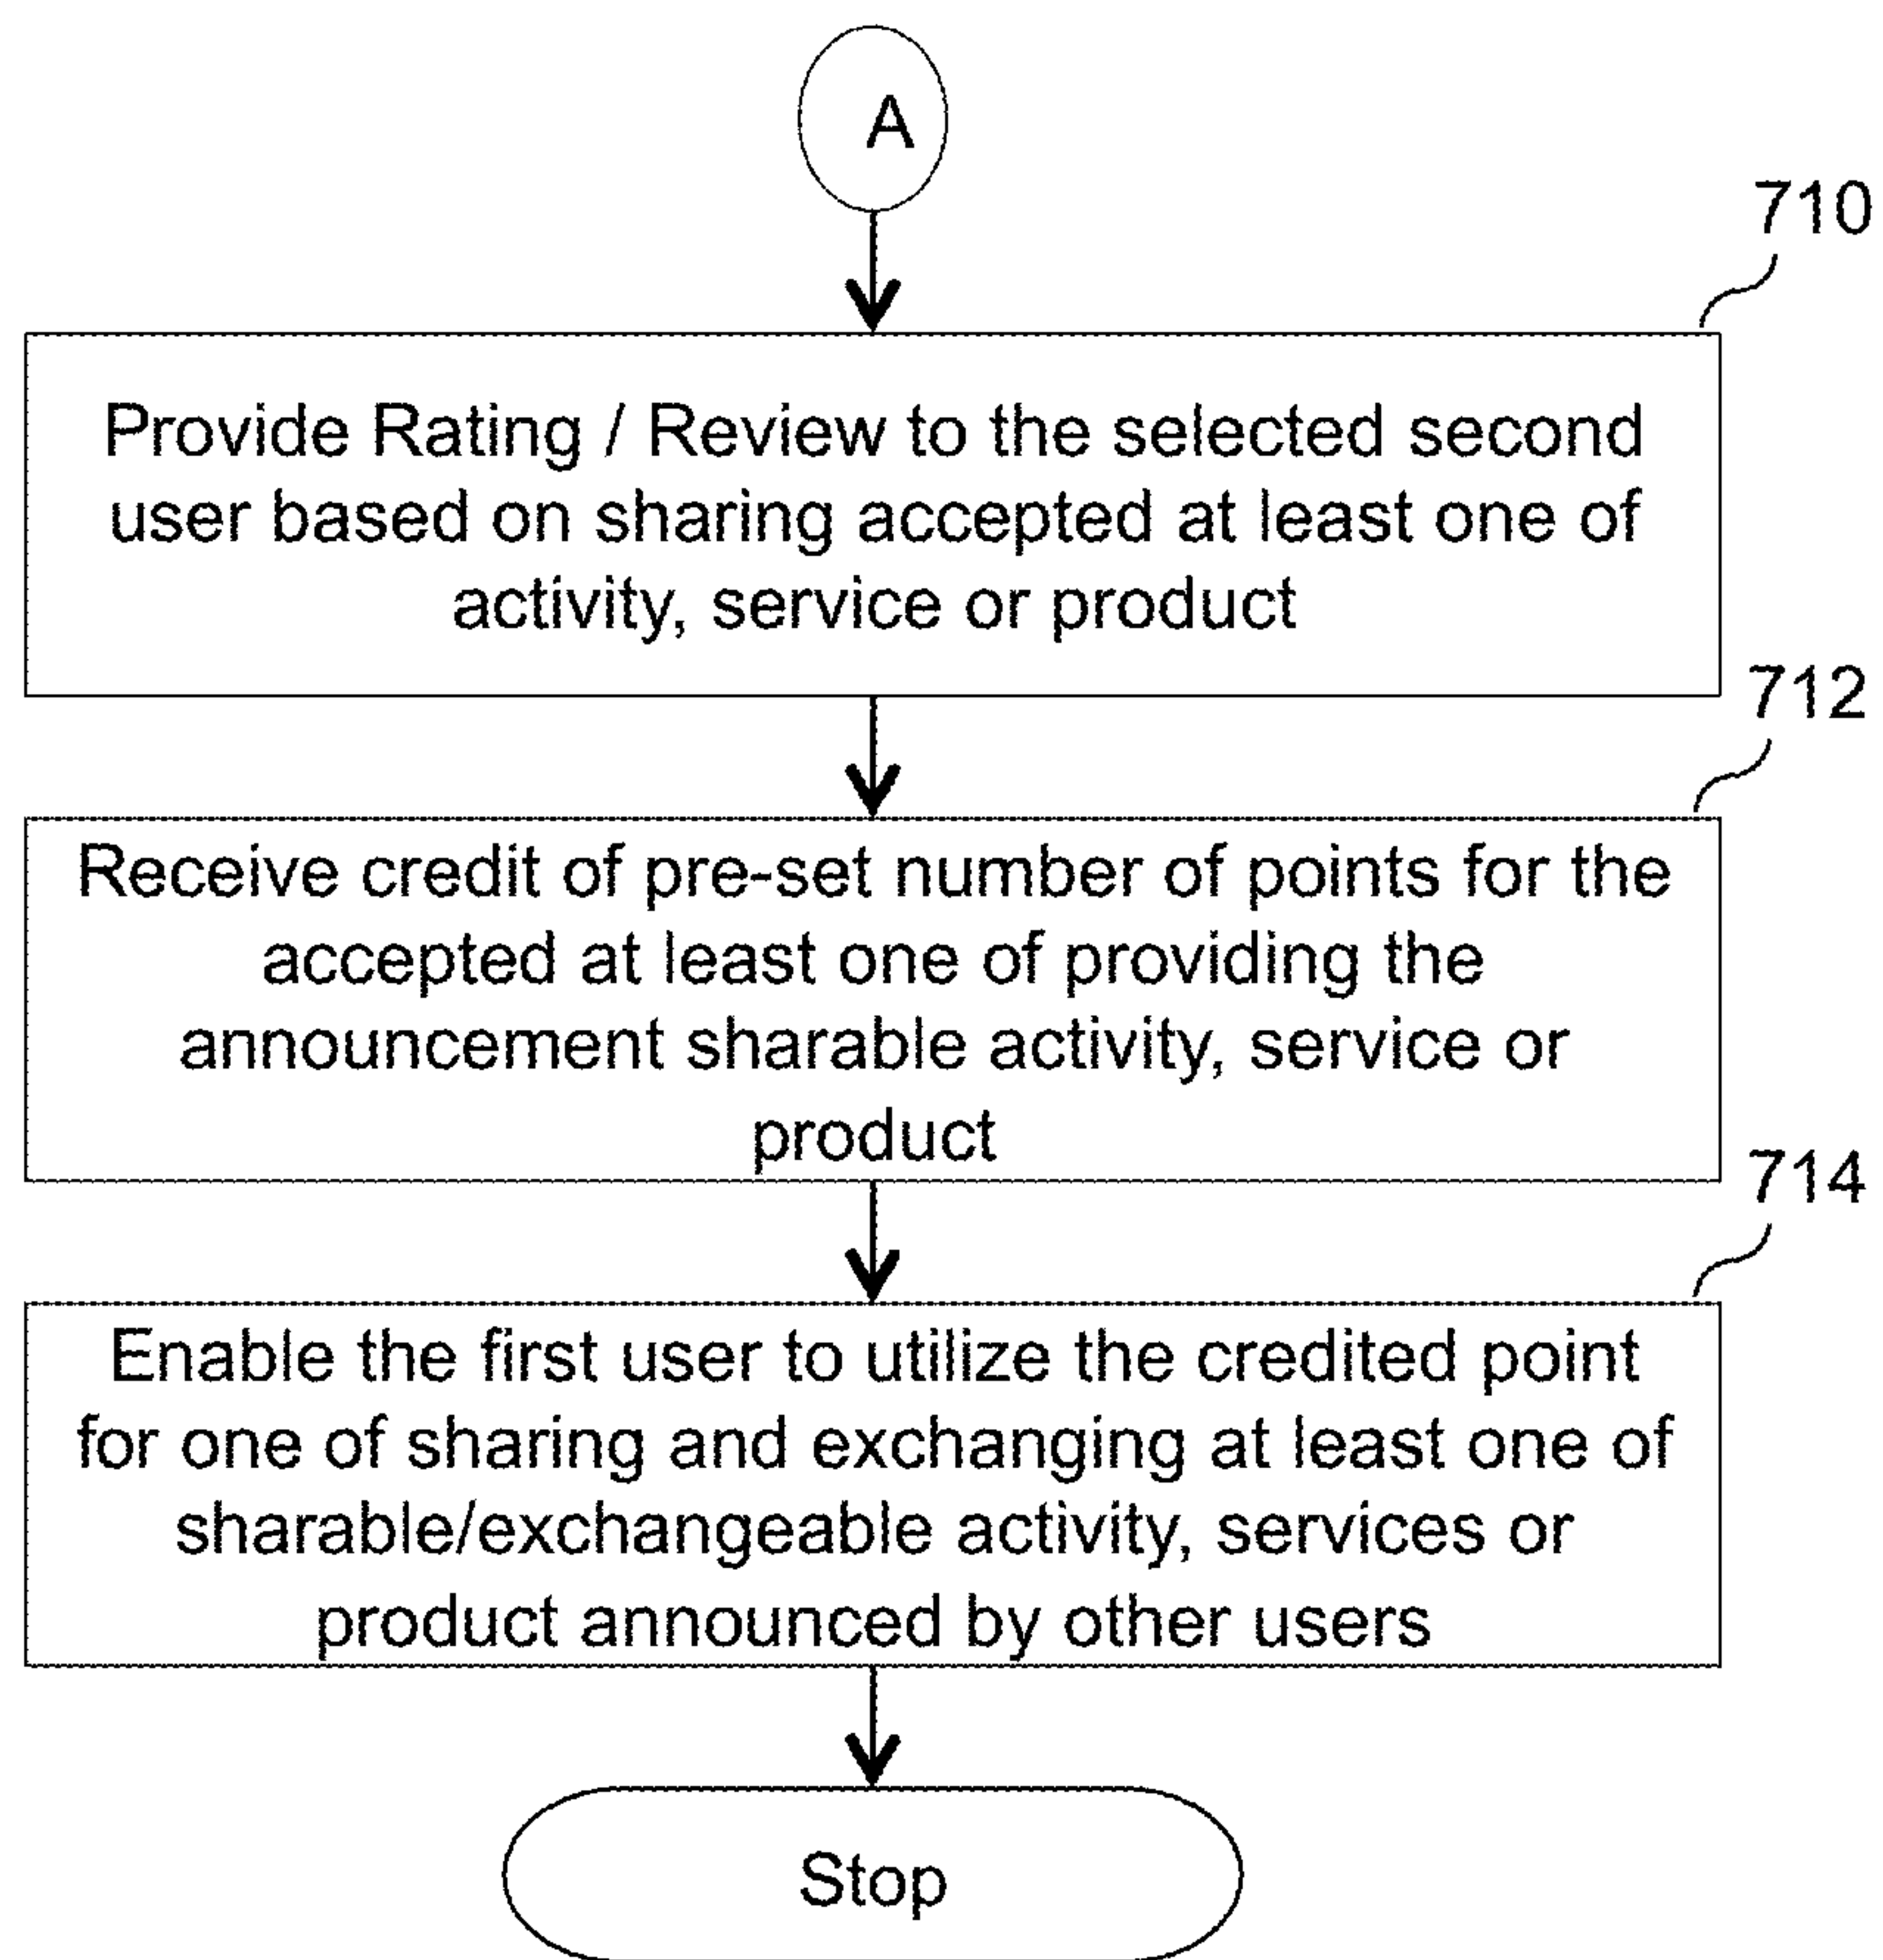 A
710
Provide Rating / Review to the selected second
user based on sharing accepted at least one of
activity, service or product
712
Receive credit of pre-set number of points for the
accepted at least one of providing the
announcement sharable activity, service or
product
714
Enable the first user to utilize the credited point
for one of sharing and exchanging at least one of
sharable/exchangeable activity, services or
product announced by other users
Stop